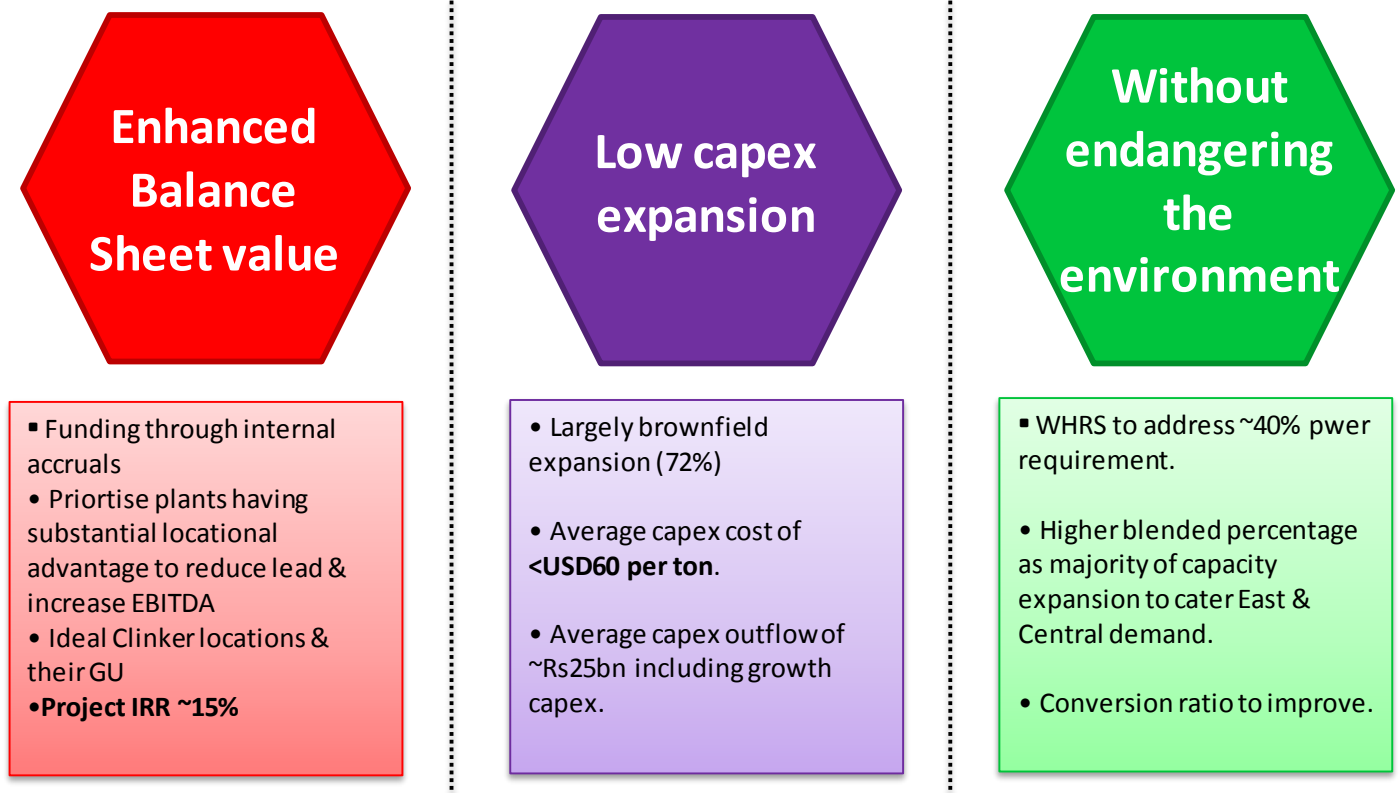 Enhanced
Balance
Sheet value
▪ Funding through internal
accruals
• Priortise plants having
substantial locational
advantage to reduce lead &
increase EBITDA
• Ideal Clinker locations &
their GU
•Project IRR ~15%
Low capex
expansion
• Largely brownfield
expansion (72%)
• Average capex cost of
<USD60 per ton.
• Average capex outflow of
~Rs25bn including growth
capex.
Without
endangering
the
environment
▪ WHRS to address ~40% pwer
requirement.
• Higher blended percentage
as majority of capacity
expansion to cater East &
Central demand.
• Conversion ratio to improve.